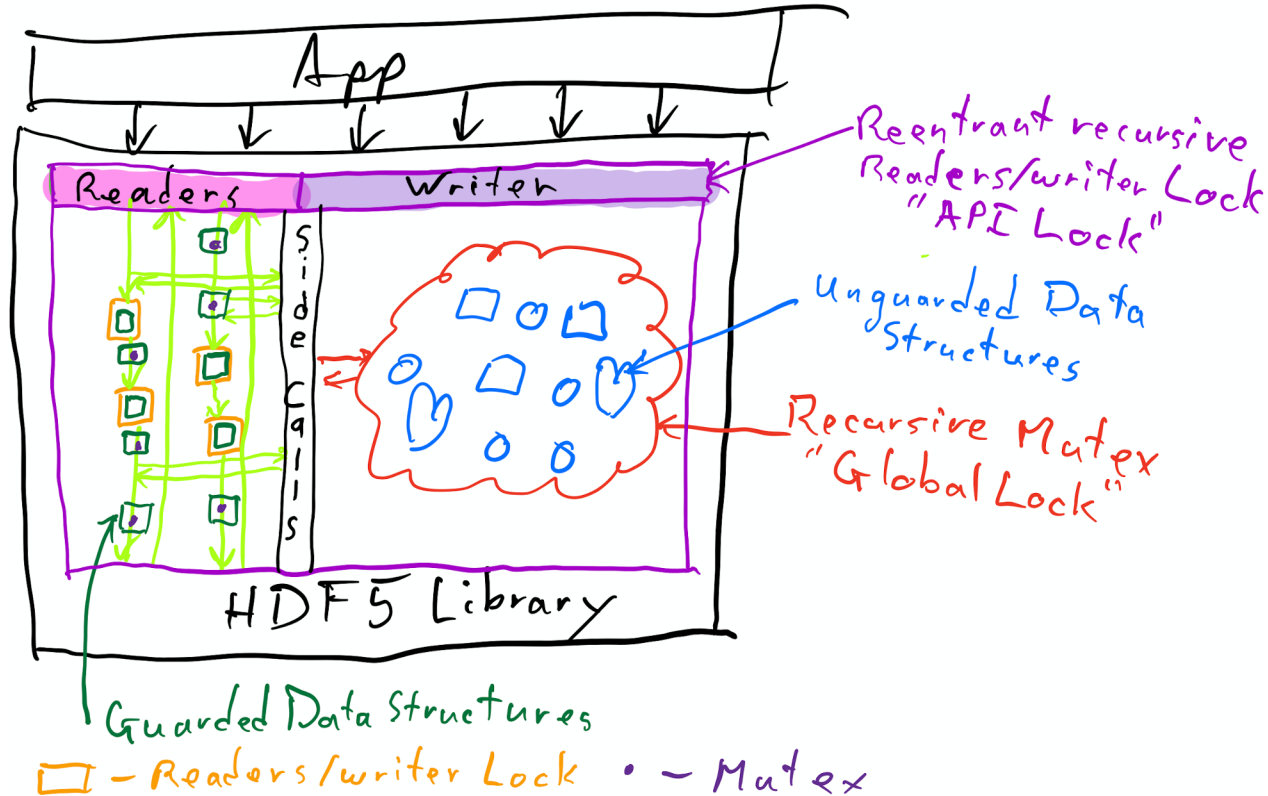 App
Readers
Writer
Side Calls
Reentrant recursive
Readers/writer Lock
"API Lock"
Unguarded Data
Structures
Recursive Mutex
"Global Lock"
HDF5 Library
Guarded Data Structures
- Readers/writer Lock • - Mutex